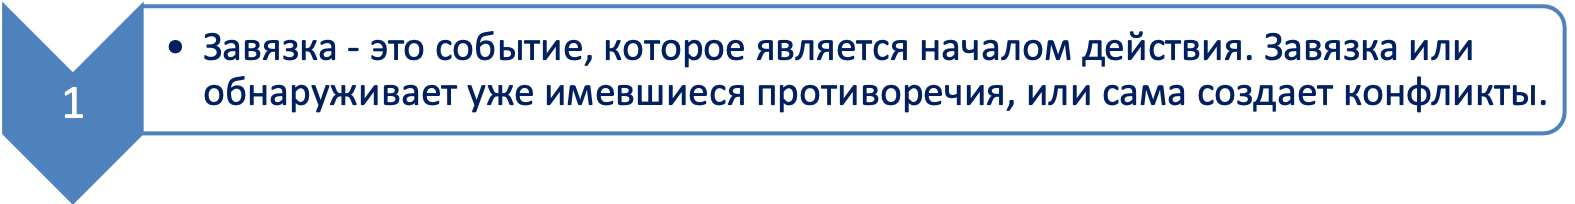 • Завязка - это событие, которое является началом действия. Завязка или
обнаруживает уже имевшиеся противоречия, или сама создает конфликты.
1